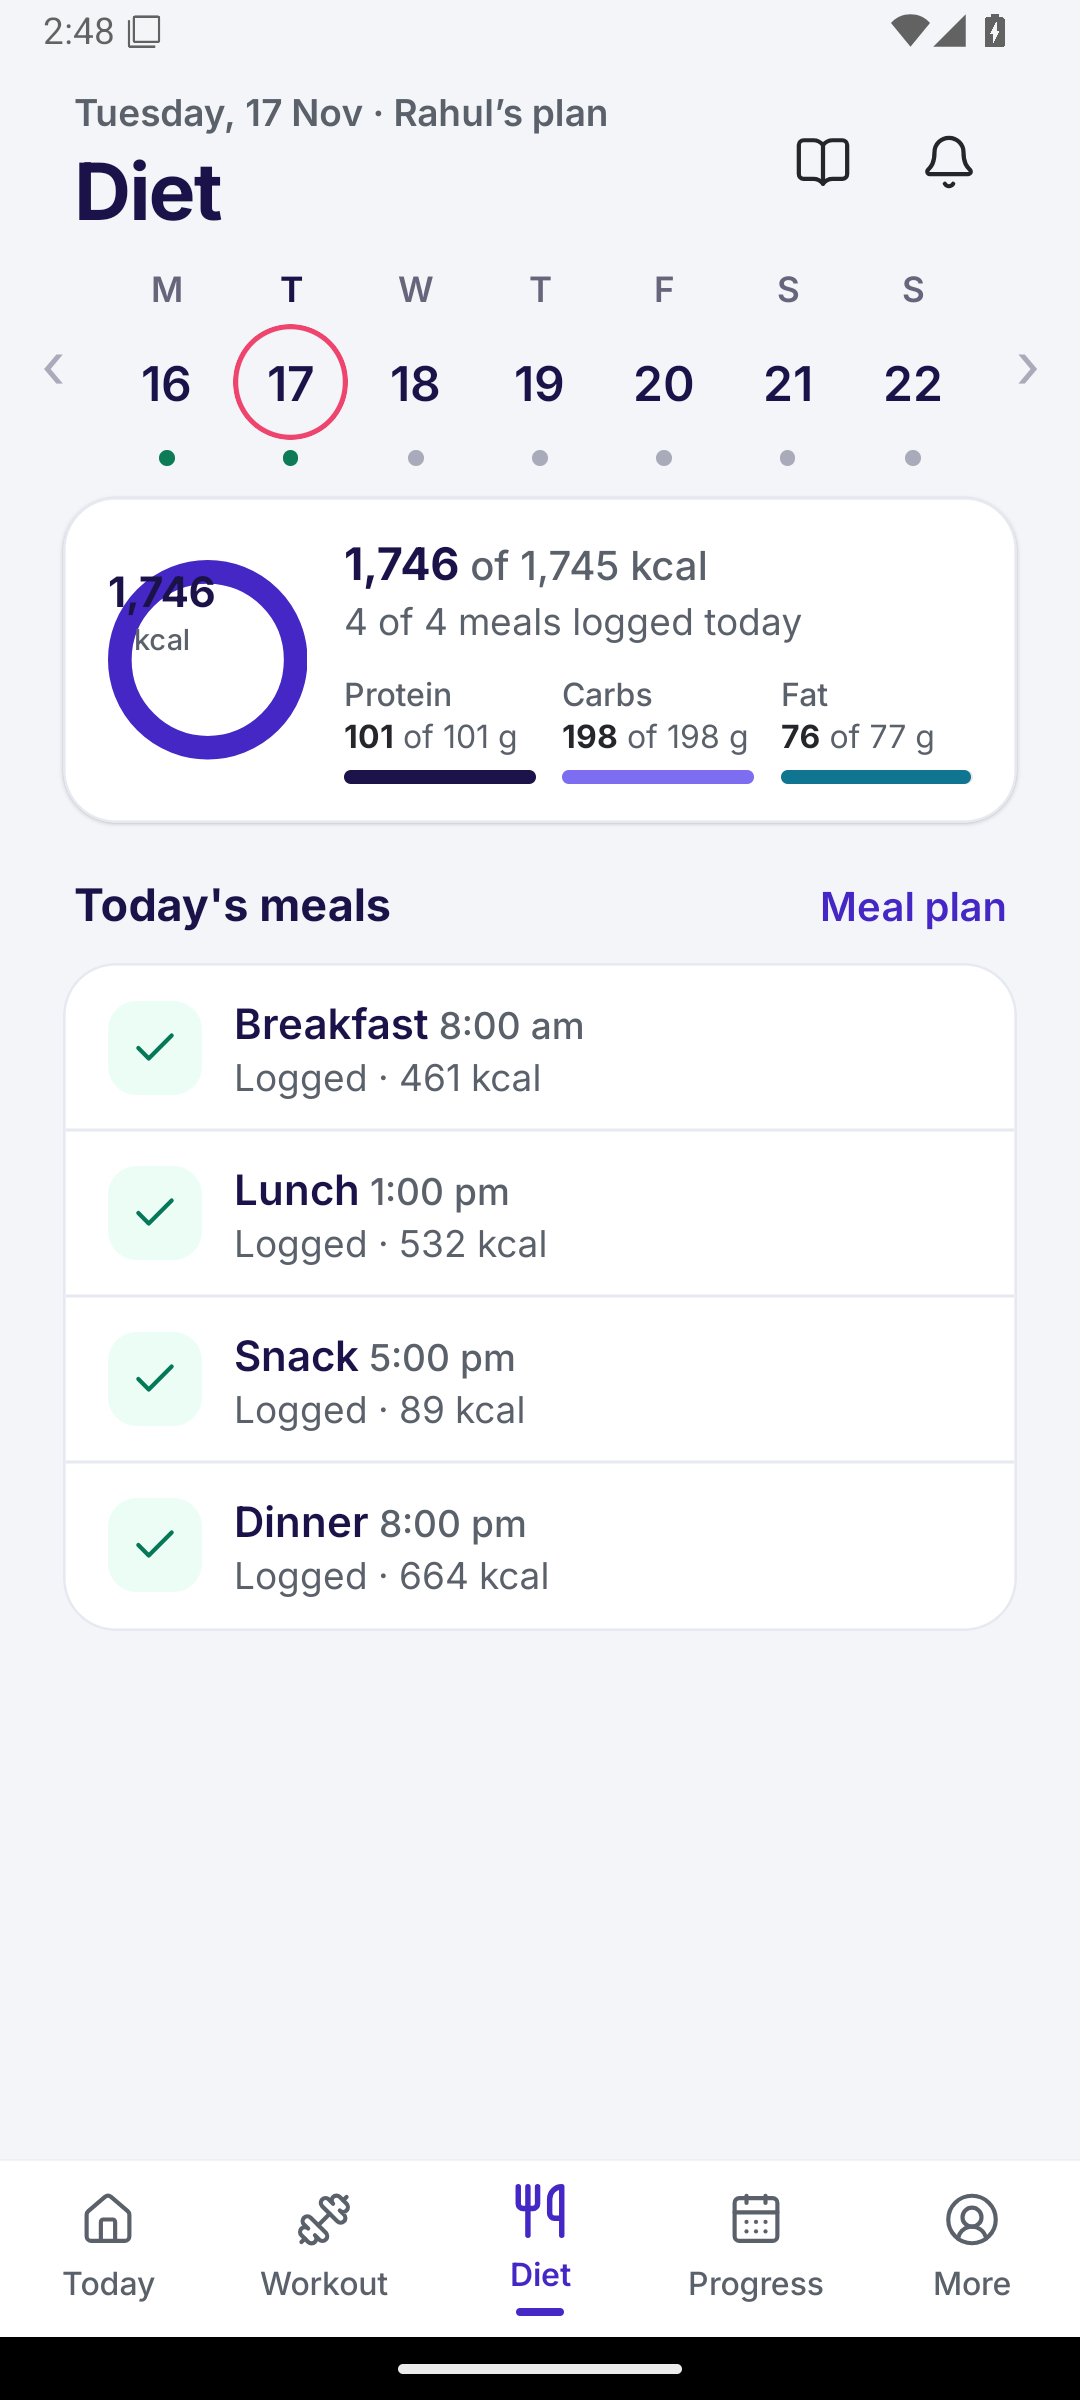 2:48
Tuesday, 17 Nov · Rahul’s plan
Diet
M T W T F S S
‹ 16 17 18 19 20 21 22 ›
1,746
kcal
1,746 of 1,745 kcal
4 of 4 meals logged today
Protein Carbs Fat
101 of 101 g 198 of 198 g 76 of 77 g
Today's meals Meal plan
Breakfast 8:00 am
Logged · 461 kcal
Lunch 1:00 pm
Logged · 532 kcal
Snack 5:00 pm
Logged · 89 kcal
Dinner 8:00 pm
Logged · 664 kcal
Today Workout Diet Progress More